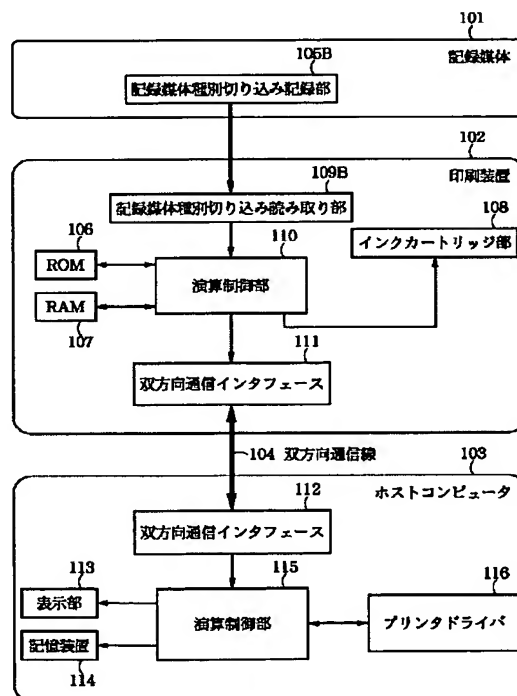 101
記録媒体
105B
記録媒体種別切り込み記録部
102
印刷装置
109B
記録媒体種別切り込み読み取り部
108
インクカートリッジ部
106
ROM
110
演算制御部
RAM
107
111
双方向通信インタフェース
104 双方向通信線
103
ホストコンピュータ
112
双方向通信インタフェース
113
表示部
115
演算制御部
116
プリンタドライバ
記憶装置
114